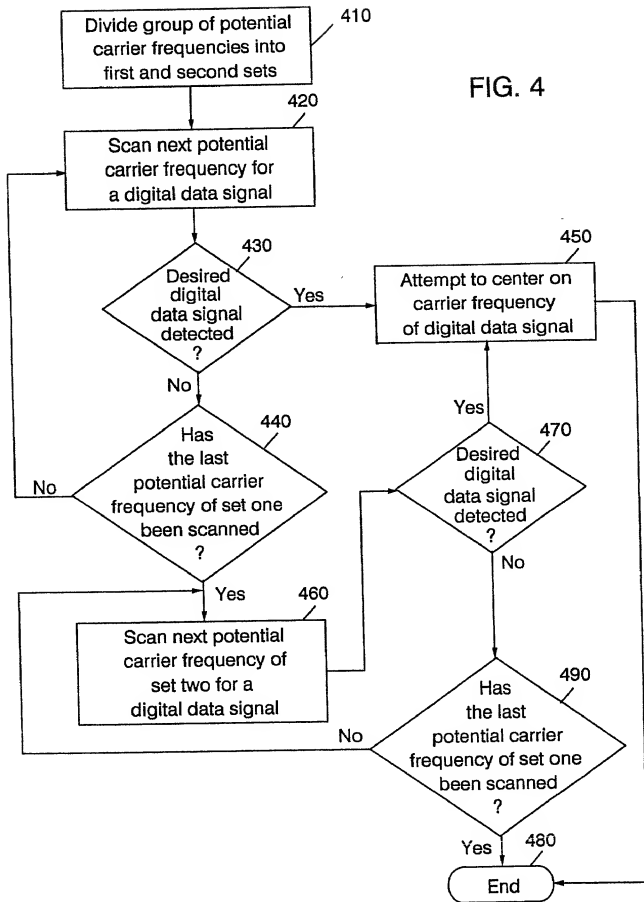 410
Divide group of potential
carrier frequencies into
first and second sets
FIG. 4
420
Scan next potential
carrier frequency for
a digital data signal
430
Desired
digital
data signal
detected
?
Yes
No
450
Attempt to center on
carrier frequency
of digital data signal
440
Has
the last
potential carrier
frequency of set one
been scanned
?
No
Yes
470
Desired
digital
data signal
detected
?
Yes
No
460
Scan next potential
carrier frequency of
set two for a
digital data signal
490
Has
the last
potential carrier
frequency of set one
been scanned
?
No
Yes
480
End